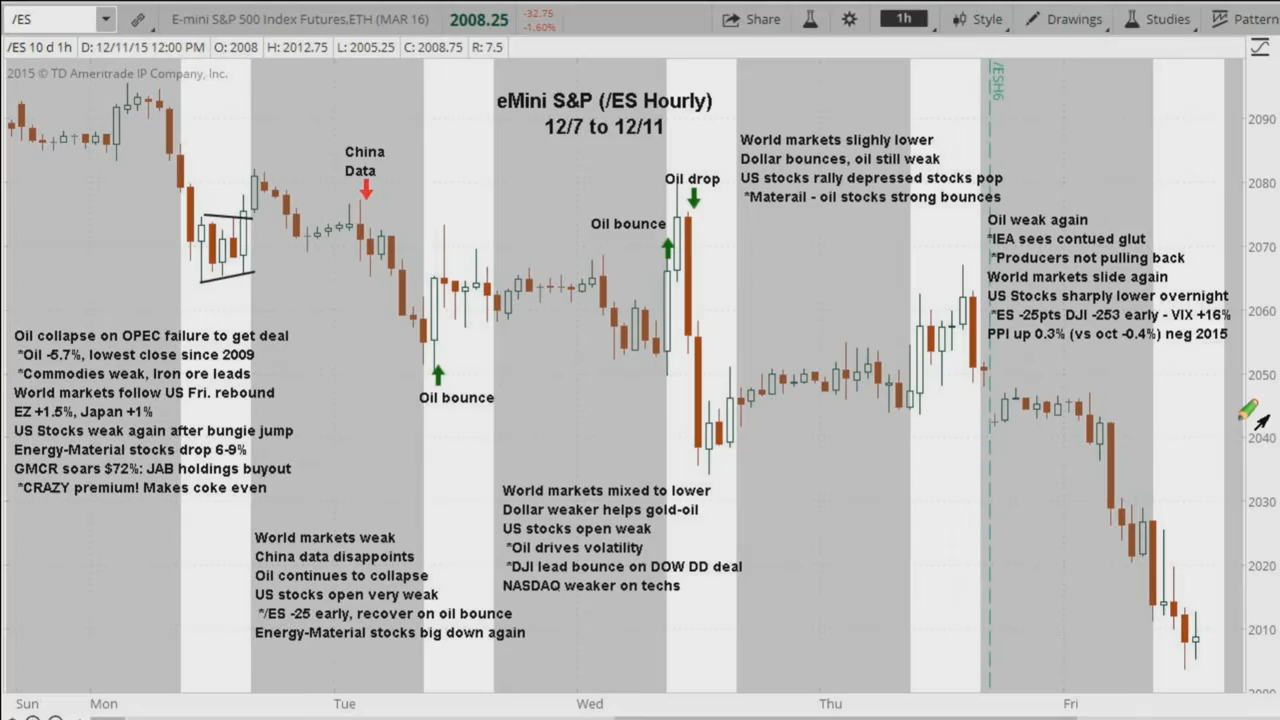 /ES
E-mini S&P 500 Index Futures,ETH (MAR 16)
2008.25
-32.75
-1.60%
Share
1h
Style
Drawings
Studies
Pattern
/ES 10 d 1h
D: 12/11/15 12:00 PM
O: 2008
H: 2012.75
L: 2005.25
C: 2008.75
R: 7.5
2015 © TD Ameritrade IP Company, Inc.
eMini S&P (/ES Hourly)
12/7 to 12/11
/ESH6
China
Data
Oil drop
Oil bounce
World markets slighly lower
Dollar bounces, oil still weak
US stocks rally depressed stocks pop
*Materail - oil stocks strong bounces
Oil weak again
*IEA sees contued glut
*Producers not pulling back
World markets slide again
US Stocks sharply lower overnight
*ES -25pts DJI -253 early - VIX +16%
PPI up 0.3% (vs oct -0.4%) neg 2015
Oil collapse on OPEC failure to get deal
*Oil -5.7%, lowest close since 2009
*Commodities weak, Iron ore leads
World markets follow US Fri. rebound
EZ +1.5%, Japan +1%
US Stocks weak again after bungie jump
Energy-Material stocks drop 6-9%
GMCR soars $72%: JAB holdings buyout
*CRAZY premium! Makes coke even
Oil bounce
World markets weak
China data disappoints
Oil continues to collapse
US stocks open very weak
*/ES -25 early, recover on oil bounce
Energy-Material stocks big down again
World markets mixed to lower
Dollar weaker helps gold-oil
US stocks open weak
*Oil drives volatility
*DJI lead bounce on DOW DD deal
NASDAQ weaker on techs
2090
2080
2070
2060
2050
2040
2030
2020
2010
2000
Sun
Mon
Tue
Wed
Thu
Fri